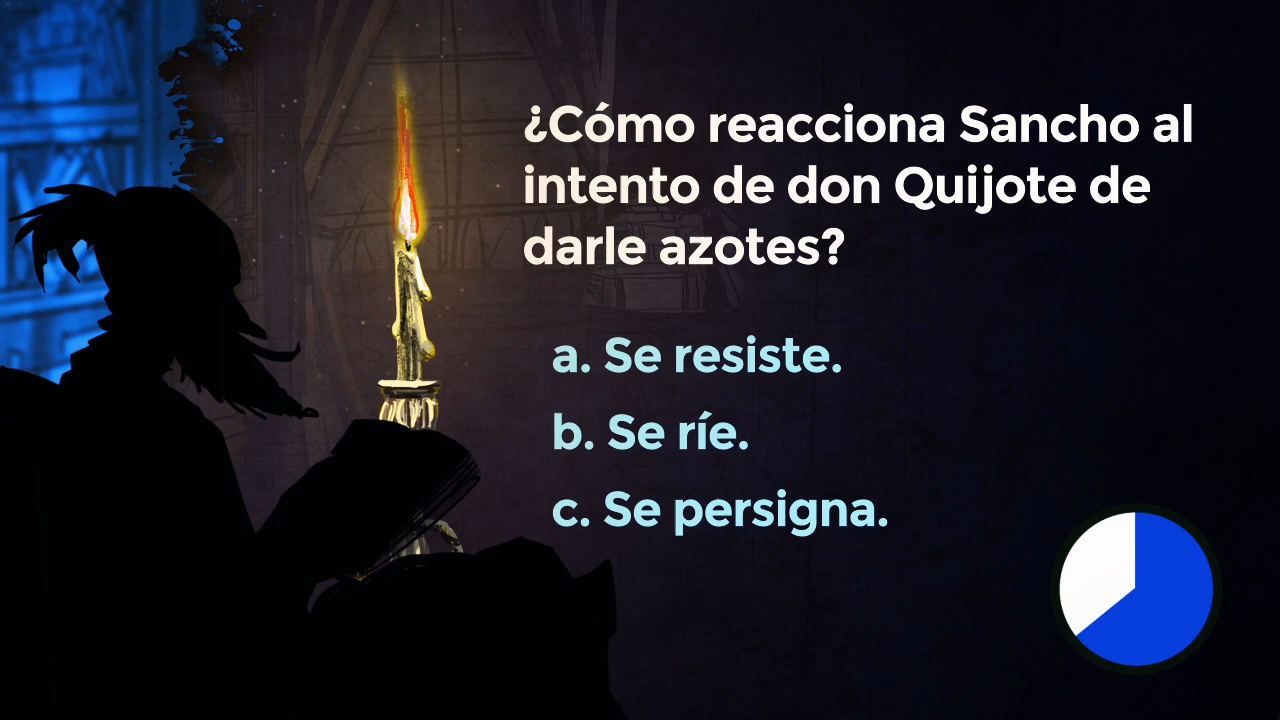 ¿Cómo reacciona Sancho al
intento de don Quijote de
darle azotes?
a. Se resiste.
b. Se ríe.
c. Se persigna.